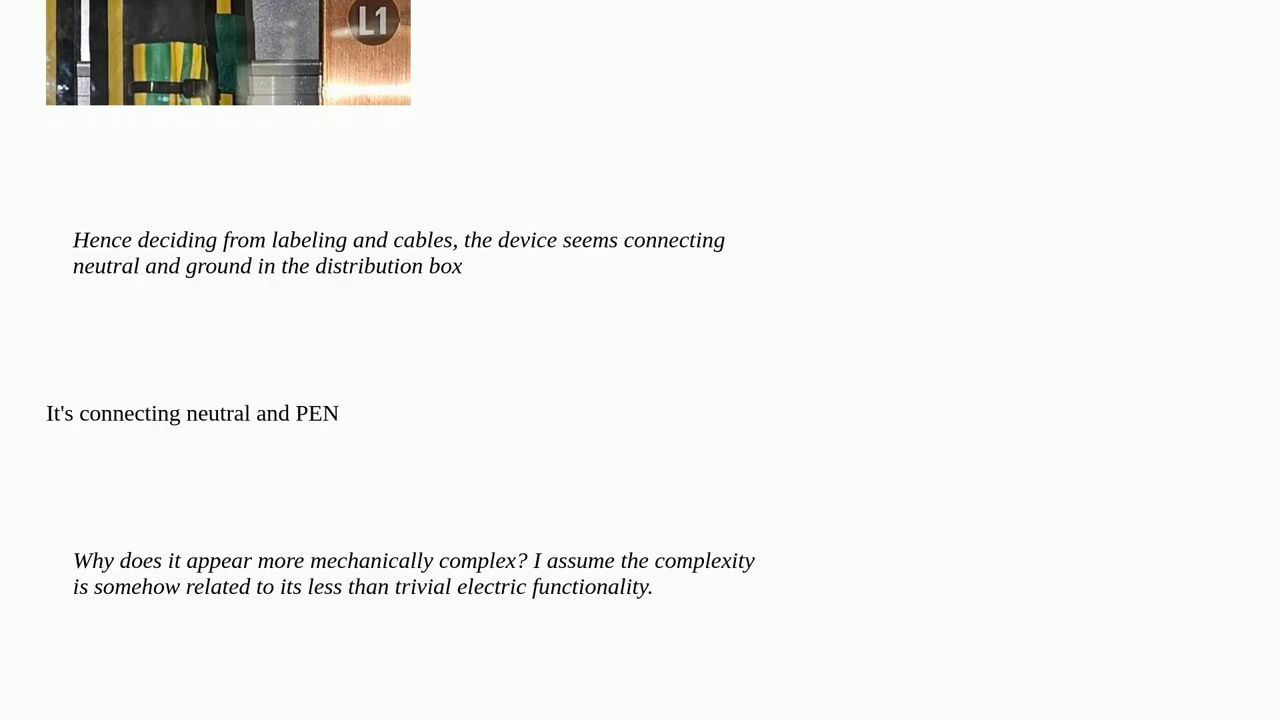 L1
Hence deciding from labeling and cables, the device seems connecting
neutral and ground in the distribution box
It's connecting neutral and PEN
Why does it appear more mechanically complex? I assume the complexity
is somehow related to its less than trivial electric functionality.